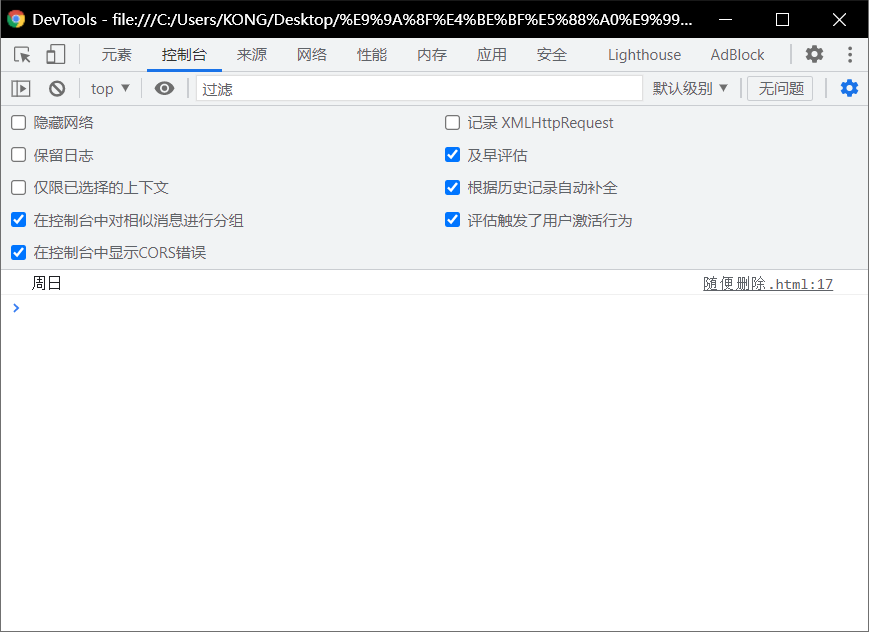 DevTools - file:///C:/Users/KONG/Desktop/%E9%9A%8F%E4%BE%BF%E5%88%A0%E9%99...
元素 控制台 来源 网络 性能 内存 应用 安全 Lighthouse AdBlock
top ▼ 过滤 默认级别 ▼ 无问题
隐藏网络 记录 XMLHttpRequest
保留日志 及早评估
仅限已选择的上下文 根据历史记录自动补全
在控制台中对相似消息进行分组 评估触发了用户激活行为
在控制台中显示CORS错误
周日 随便删除.html:17